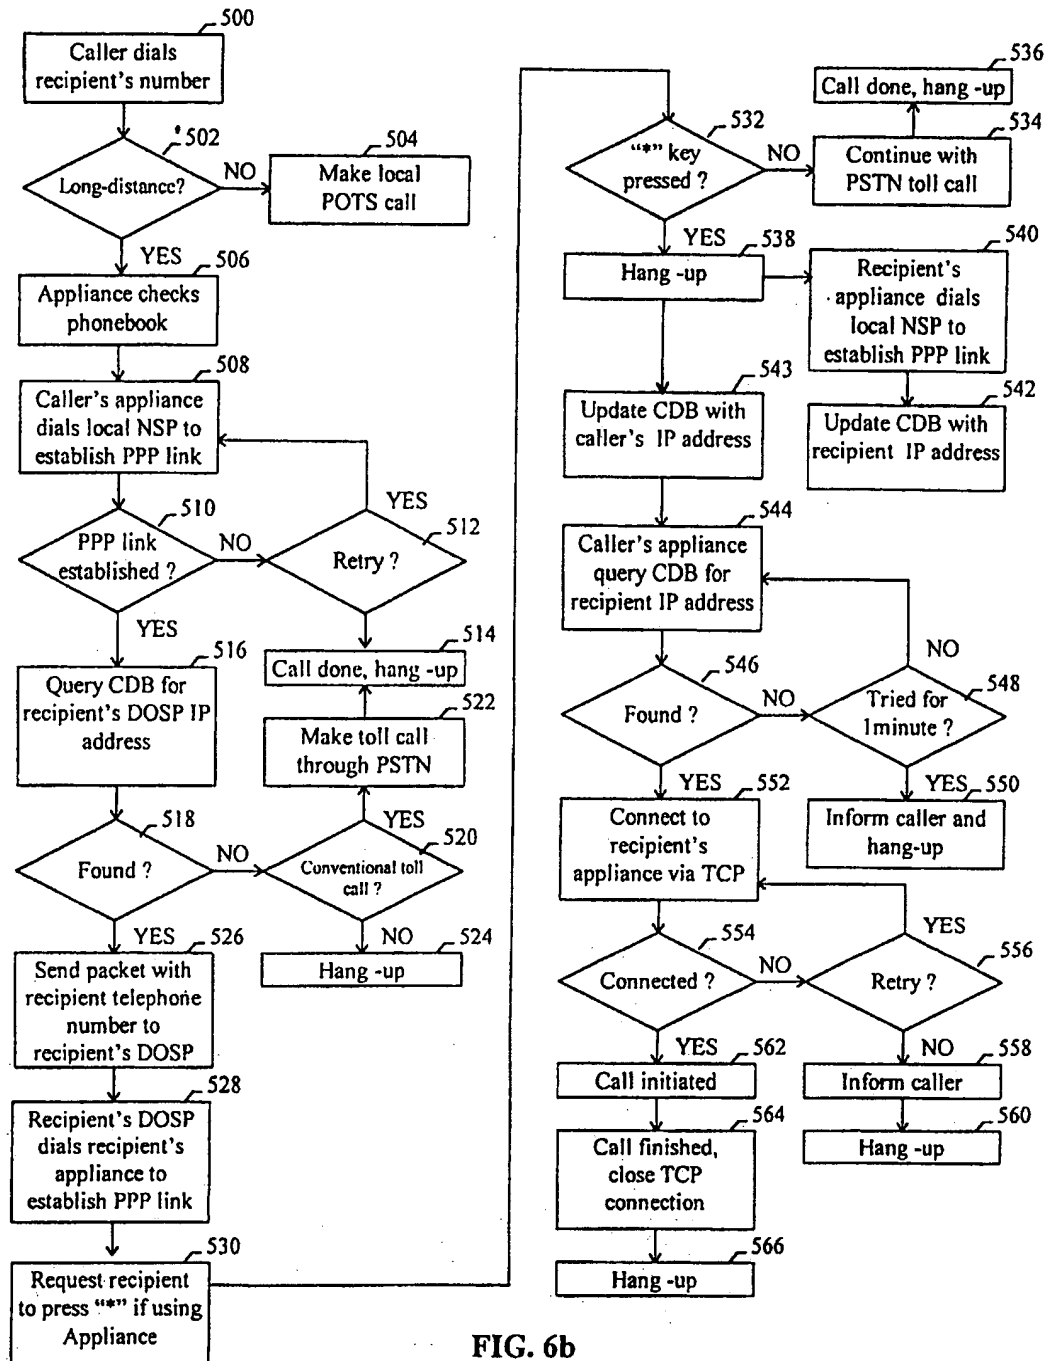 500
Caller dials
recipient's number
502
Long-distance?
NO
504
Make local
POTS call
YES
506
Appliance checks
phonebook
508
Caller's appliance
dials local NSP to
establish PPP link
510
PPP link
established ?
NO
YES
512
Retry ?
514
Call done, hang -up
YES
516
Query CDB for
recipient's DOSP IP
address
522
Make toll call
through PSTN
518
Found ?
NO
YES
520
Conventional toll
call ?
NO
524
Hang -up
YES
526
Send packet with
recipient telephone
number to
recipient's DOSP
528
Recipient's DOSP
dials recipient's
appliance to
establish PPP link
530
Request recipient
to press "*" if using
Appliance
532
"*" key
pressed ?
NO
534
Continue with
PSTN toll call
536
Call done, hang -up
YES
538
Hang -up
540
Recipient's
appliance dials
local NSP to
establish PPP link
542
Update CDB with
recipient IP address
543
Update CDB with
caller's IP address
544
Caller's appliance
query CDB for
recipient IP address
546
Found ?
NO
NO
548
Tried for
1minute ?
YES
550
Inform caller and
hang-up
YES
552
Connect to
recipient's
appliance via TCP
554
Connected ?
NO
YES
556
Retry ?
NO
558
Inform caller
560
Hang -up
YES
562
Call initiated
564
Call finished,
close TCP
connection
566
Hang -up
FIG. 6b